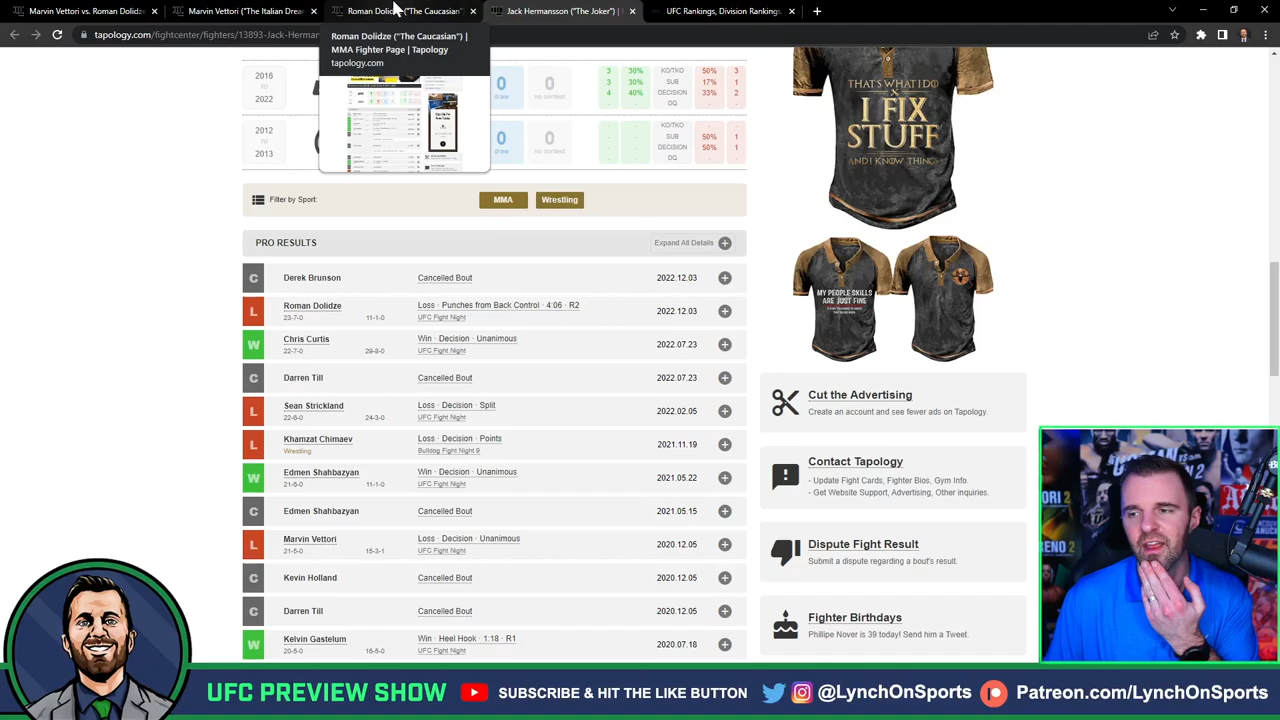 Marvin Vettori ("The Italian Dre
Marvin Vettori ("The Italian Dre
Roman Dolidze ("The Caucasian"
Jack Hermansson ("The Joker") |
UFC Rankings, Division Rankings
tapology.com/fightcenter/fighters/13893-Jack-Herman
Roman Dolidze ("The Caucasian") |
MMA Fighter Page | Tapology
tapology.com
2016
2022
0
draw
0
no contest
3 30% KO/TKO 50% 3
3 30% SUB 17% 1
4 40% DECISION 33% 2
DQ
2012
2013
0
draw
0
no contest
KO/TKO
SUB 50% 1
DECISION 50% 1
DQ
Filter by Sport:
MMA
Wrestling
PRO RESULTS
Expand All Details
C Derek Brunson Cancelled Bout 2022.12.03
L Roman Dolidze Loss · Punches from Back Control · 4:06 · R2 2022.12.03
23-7-0 11-1-0 UFC Fight Night
W Chris Curtis Win · Decision · Unanimous 2022.07.23
22-7-0 29-8-0 UFC Fight Night
C Darren Till Cancelled Bout 2022.07.23
L Sean Strickland Loss · Decision · Split 2022.02.05
22-6-0 24-3-0 UFC Fight Night
L Khamzat Chimaev Loss · Decision · Points 2021.11.19
Wrestling Bulldog Fight Night 9
W Edmen Shahbazyan Win · Decision · Unanimous 2021.05.22
21-6-0 11-1-0 UFC Fight Night
C Edmen Shahbazyan Cancelled Bout 2021.05.15
L Marvin Vettori Loss · Decision · Unanimous 2020.12.05
21-5-0 15-3-1 UFC Fight Night
C Kevin Holland Cancelled Bout 2020.12.05
C Darren Till Cancelled Bout 2020.12.05
W Kelvin Gastelum Win · Heel Hook · 1:18 · R1 2020.07.18
20-5-0 16-5-0 UFC Fight Night
THAT'S WHAT I DO
I FIX
STUFF
AND I KNOW THINGS
MY PEOPLE SKILLS
ARE JUST FINE
Cut the Advertising
Create an account and see fewer ads on Tapology.
Contact Tapology
- Update Fight Cards, Fighter Bios, Gym Info.
- Get Website Support, Advertising, Other inquiries.
Dispute Fight Result
Submit a dispute regarding a bout's result.
Fighter Birthdays
Phillipe Nover is 39 today! Send him a Tweet.
UFC PREVIEW SHOW
SUBSCRIBE & HIT THE LIKE BUTTON
@LynchOnSports
Patreon.com/LynchOnSports